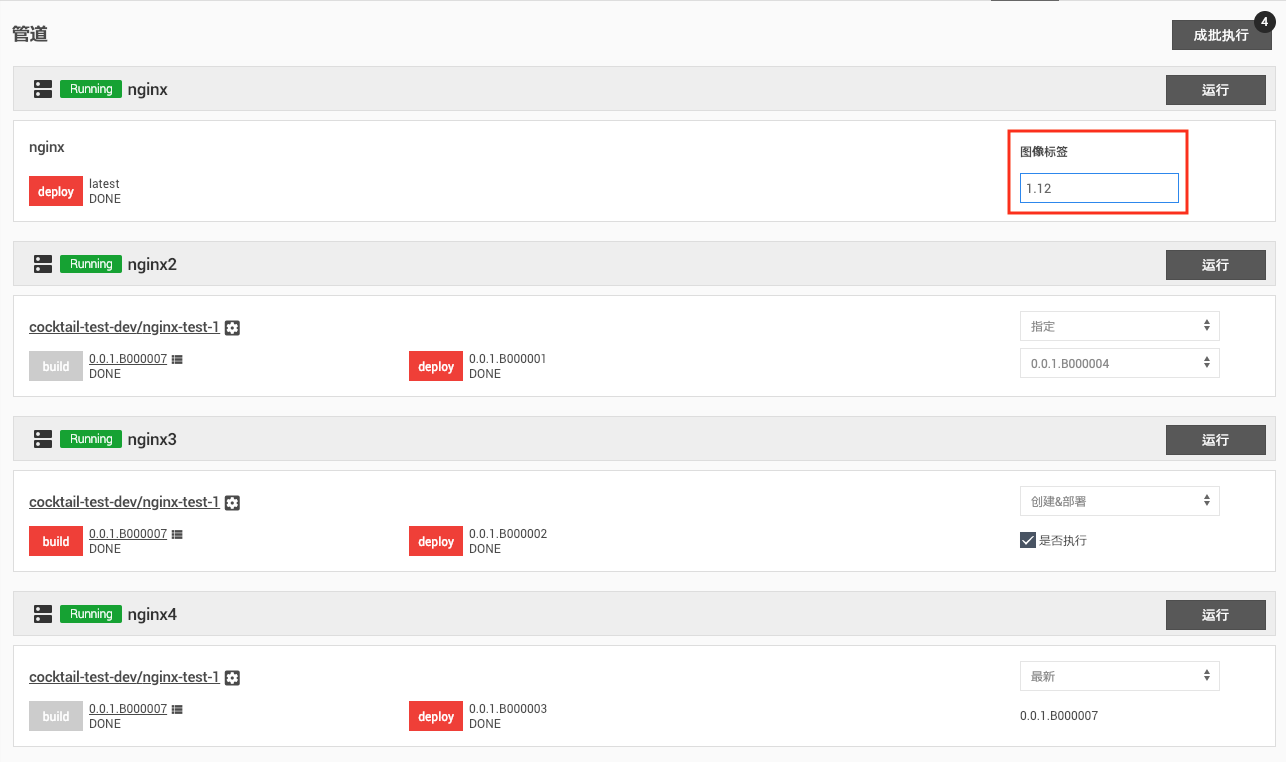 管道
成批执行
4
Running nginx
运行
nginx
图像标签
deploy
latest
DONE
1.12
Running nginx2
运行
cocktail-test-dev/nginx-test-1
指定
build
0.0.1.B000007
DONE
deploy
0.0.1.B000001
DONE
0.0.1.B000004
Running nginx3
运行
cocktail-test-dev/nginx-test-1
创建&部署
build
0.0.1.B000007
DONE
deploy
0.0.1.B000002
DONE
是否执行
Running nginx4
运行
cocktail-test-dev/nginx-test-1
最新
build
0.0.1.B000007
DONE
deploy
0.0.1.B000003
DONE
0.0.1.B000007